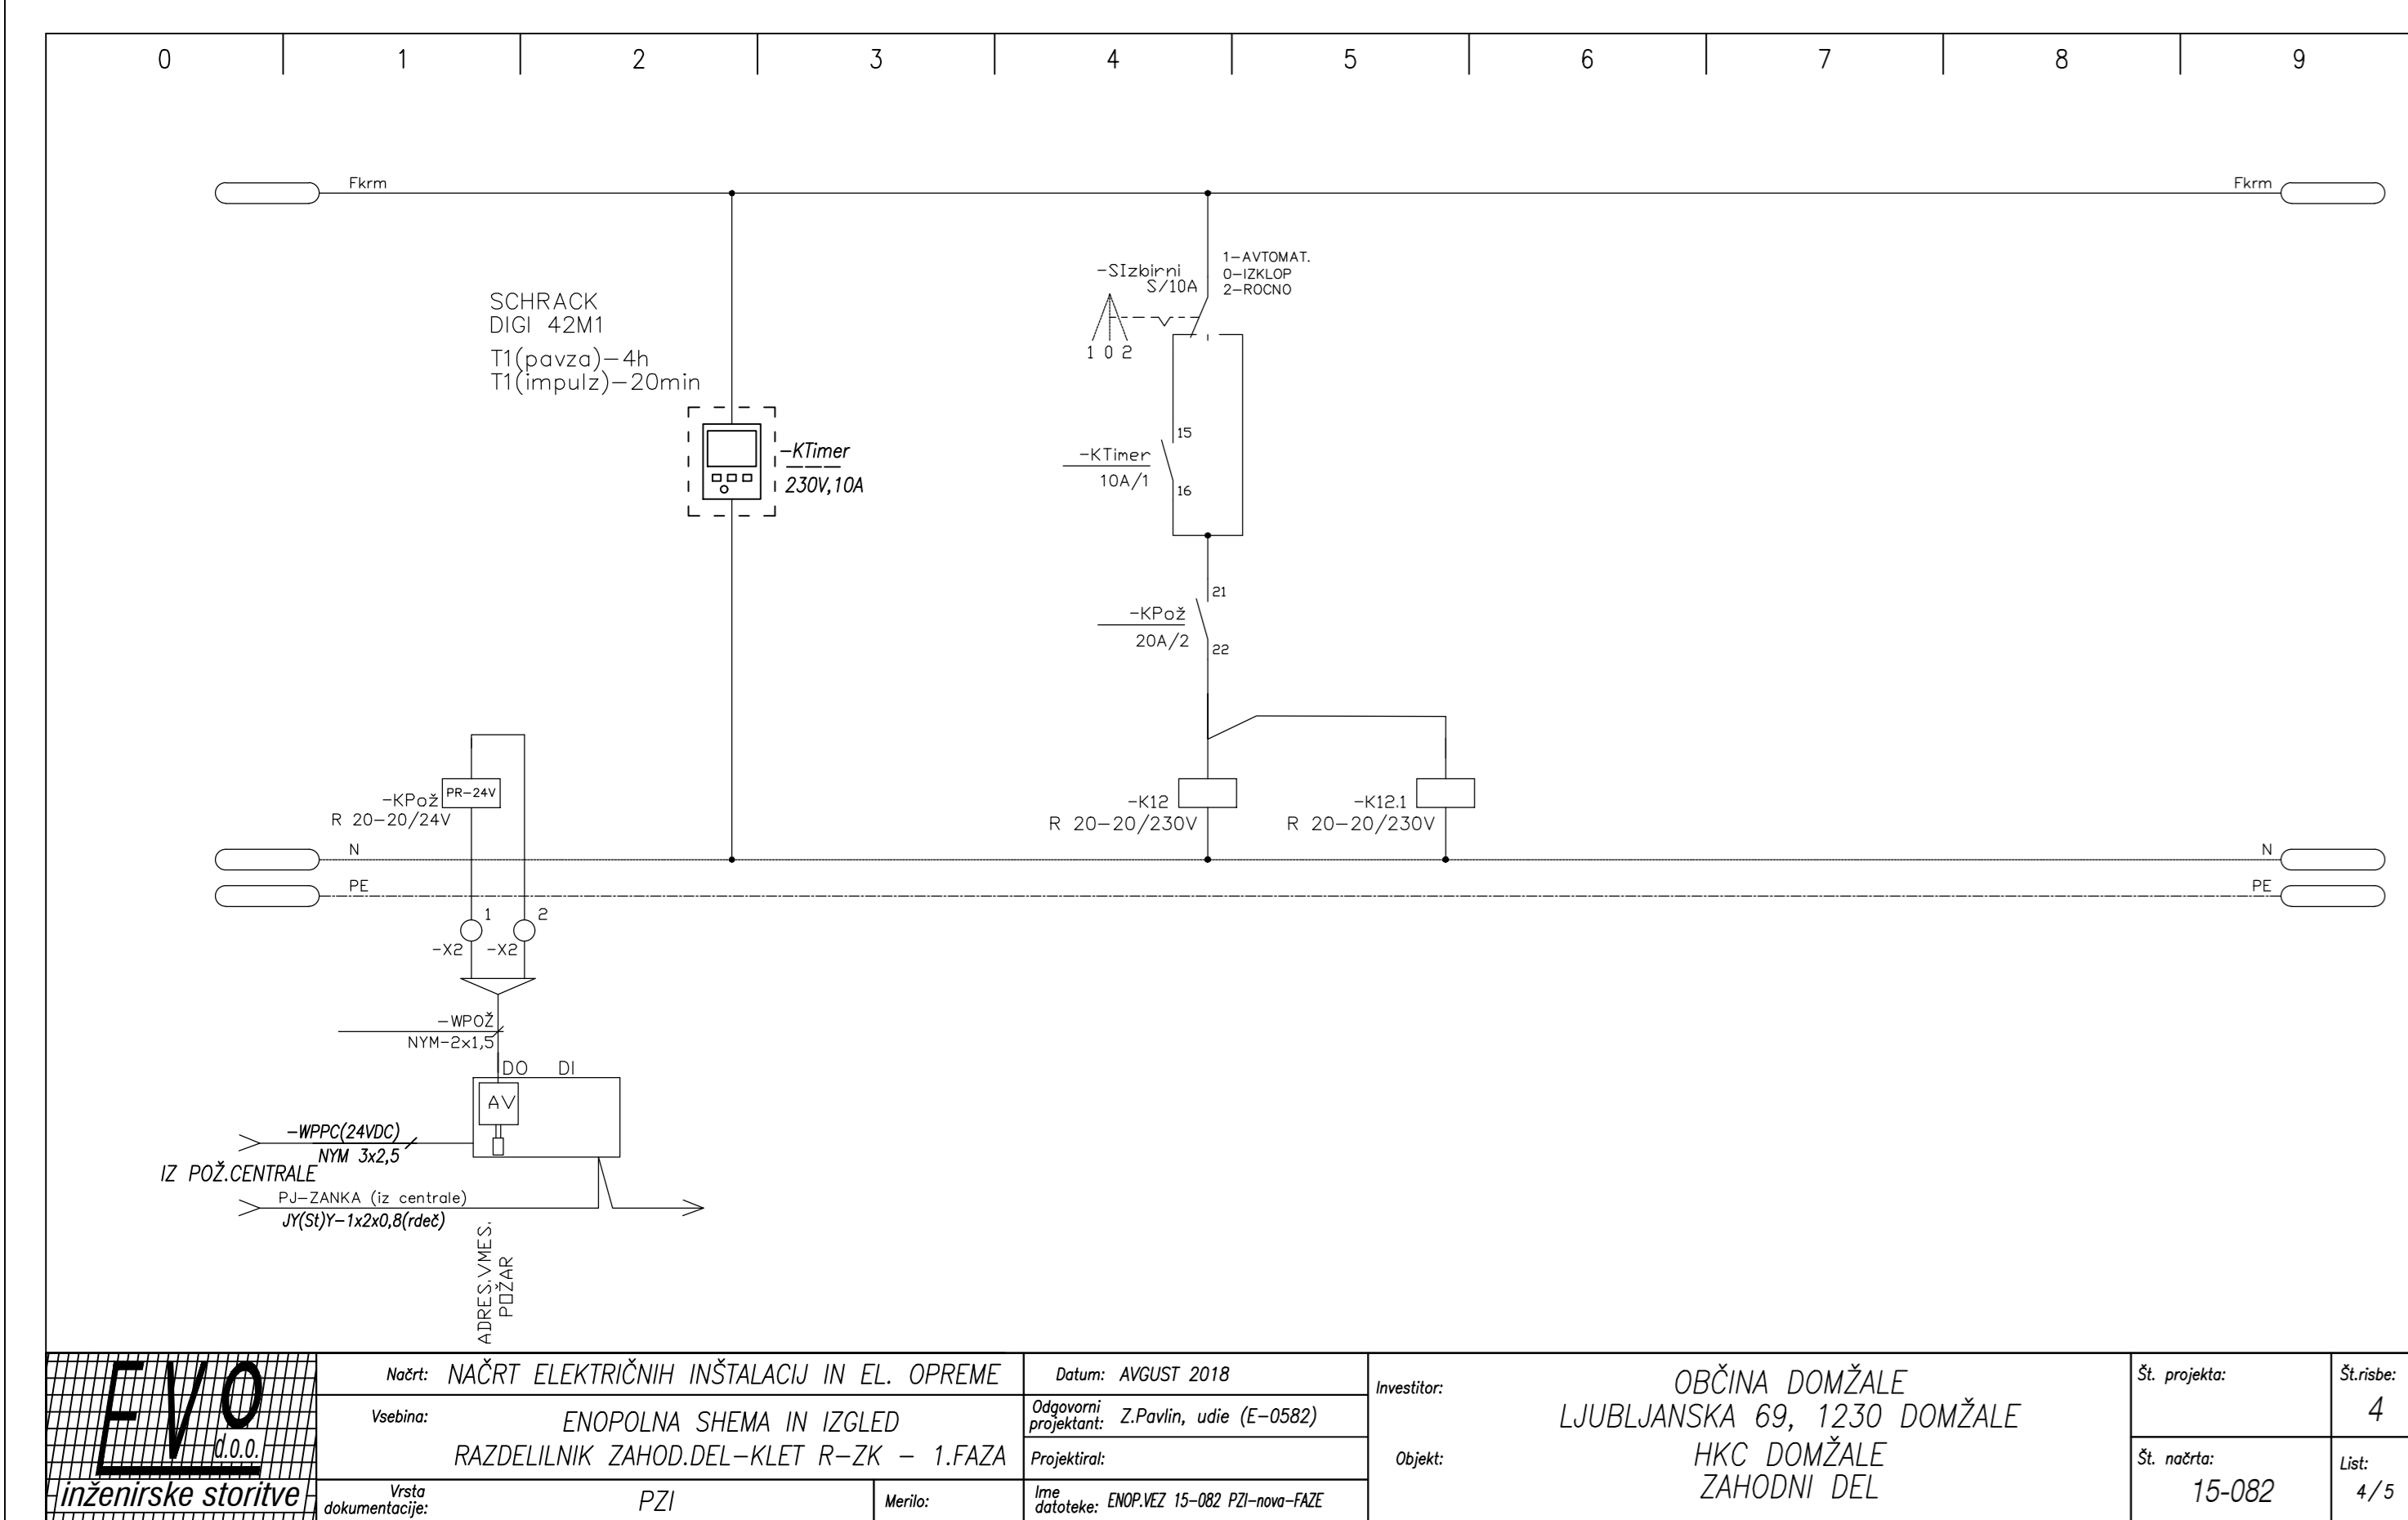 0 1 2 3 4 5 6 7 8 9
Fkrm
Fkrm
SCHRACK
DIGI 42M1
T1(pavza)-4h
T1(impulz)-20min
-KTimer
230V,10A
-SIzbirni
S/10A
1-AVTOMAT.
0-IZKLOP
2-ROCNO
1 0 2
15
-KTimer
10A/1
16
21
-KPož
20A/2
22
PR-24V
-KPož
R 20-20/24V
-K12
R 20-20/230V
-K12.1
R 20-20/230V
N
N
PE
PE
1
2
-X2
-X2
-WPOŽ
NYM-2x1,5
DO DI
AV
-WPPC(24VDC)
NYM 3x2,5
IZ POŽ.CENTRALE
PJ-ZANKA (iz centrale)
JY(St)Y-1x2x0,8(rdeč)
ADRES.VMES.
POŽAR
EVO
d.o.o.
inženirske storitve
Načrt: NAČRT ELEKTRIČNIH INŠTALACIJ IN EL. OPREME
Vsebina: ENOPOLNA SHEMA IN IZGLED
RAZDELILNIK ZAHOD.DEL-KLET R-ZK - 1.FAZA
Vrsta
dokumentacije: PZI
Merilo:
Datum: AVGUST 2018
Odgovorni
projektant: Z.Pavlin, udie (E-0582)
Projektiral:
Ime
datoteke: ENOP.VEZ 15-082 PZI-nova-FAZE
Investitor: OBČINA DOMŽALE
LJUBLJANSKA 69, 1230 DOMŽALE
Objekt: HKC DOMŽALE
ZAHODNI DEL
Št. projekta:
Št.risbe:
4
Št. načrta:
15-082
List:
4/5